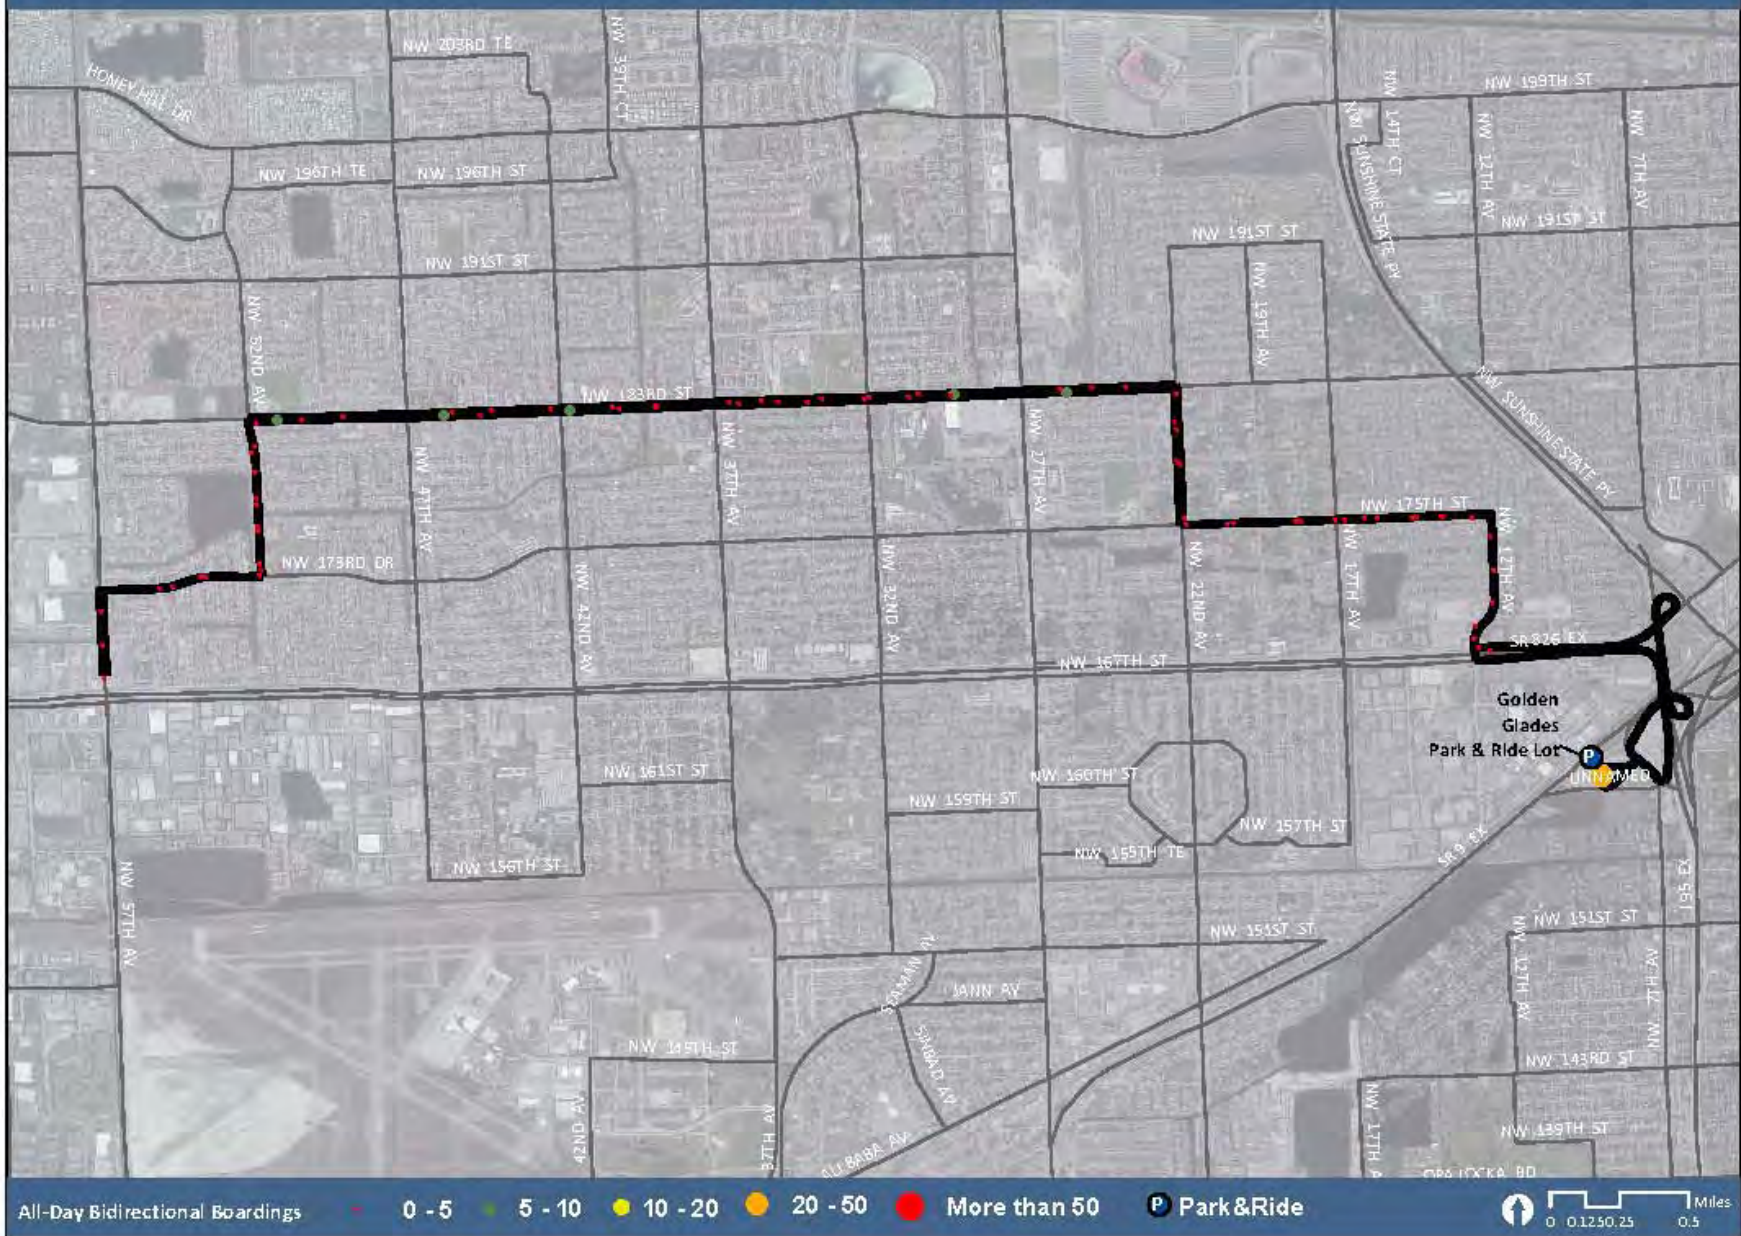 NW 203RD TE
NW 39TH CT
HONEY HILL DR
NW 14TH CT
NW 199TH ST
NW SUNSHINE STATE PY
NW 12TH AV
NW 7TH AV
NW 196TH TE
NW 196TH ST
NW 191ST ST
NW 191ST ST
NW 191ST ST
NW 19TH AV
NW 52ND AV
NW 183RD ST
NW SUNSHINE STATE PY
NW 47TH AV
NW 37TH AV
NW 27TH AV
NW 175TH ST
NW 12TH AV
NW 17TH AV
NW 173RD DR
NW 42ND AV
NW 32ND AV
NW 22ND AV
SR 826 EX
NW 167TH ST
Golden
Glades
Park & Ride Lot
P
UNNAMED
NW 161ST ST
NW 160TH ST
NW 159TH ST
NW 157TH ST
NW 155TH TE
SR 9 EX
NW 156TH ST
NW 57TH AV
I 95 EX
NW 151ST ST
NW 151ST ST
NW 12TH AV
NW 7TH AV
JANN AV
SINBAD AV
NW 143RD ST
42ND AV
37TH AV
ALI BABA AV
NW 17TH A
NW 139TH ST
OPA LOCKA BD
All-Day Bidirectional Boardings 0 - 5 5 - 10 10 - 20 20 - 50 More than 50 P Park&Ride
Miles
0 0.125 0.25 0.5